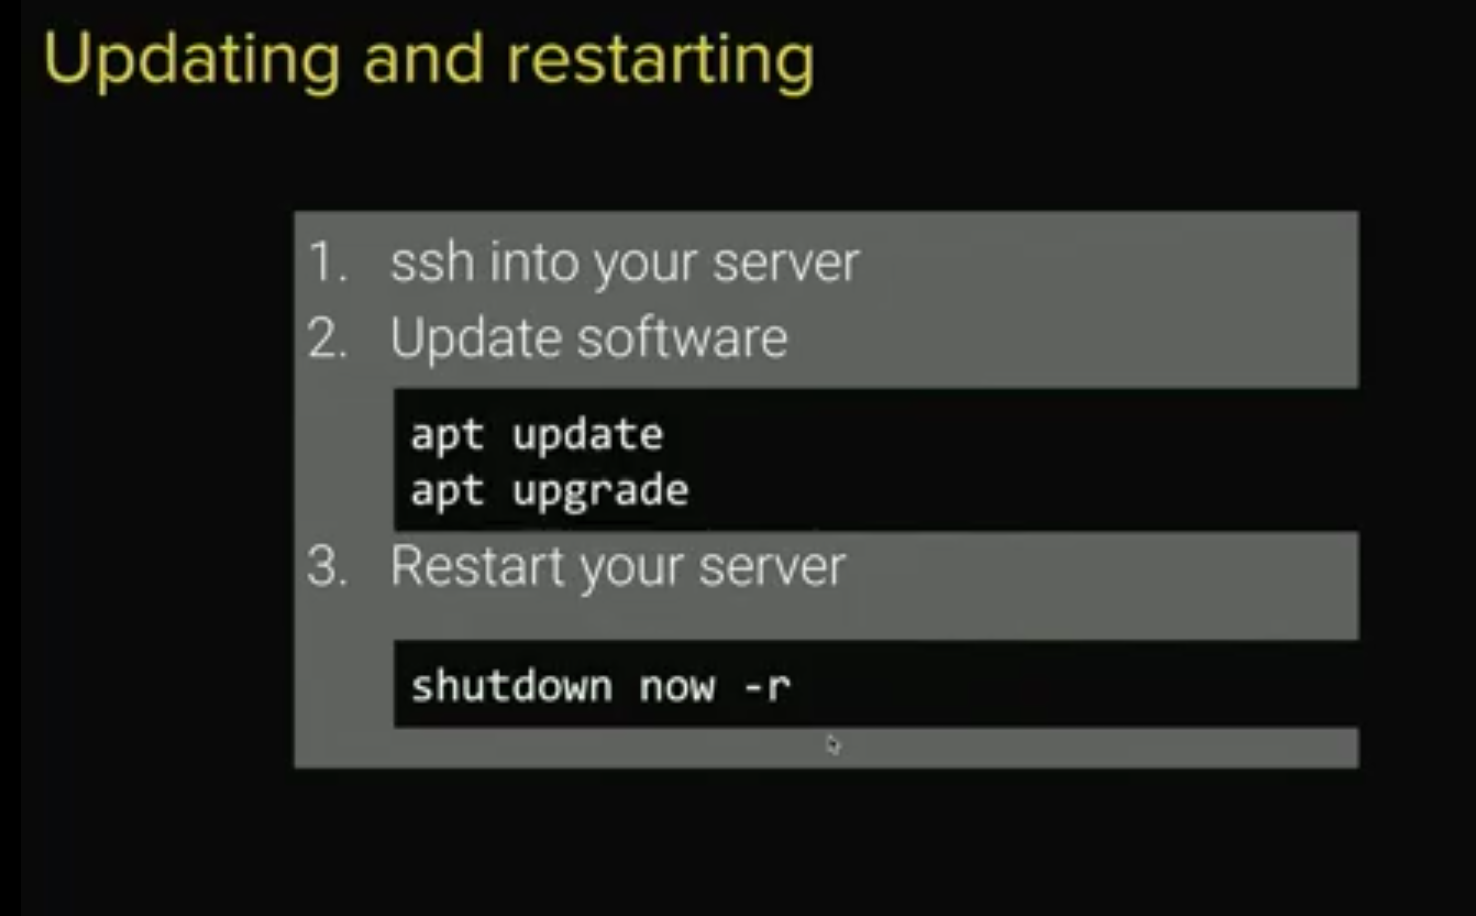 Updating and restarting
1. ssh into your server
2. Update software
apt update
apt upgrade
3. Restart your server
shutdown now -r